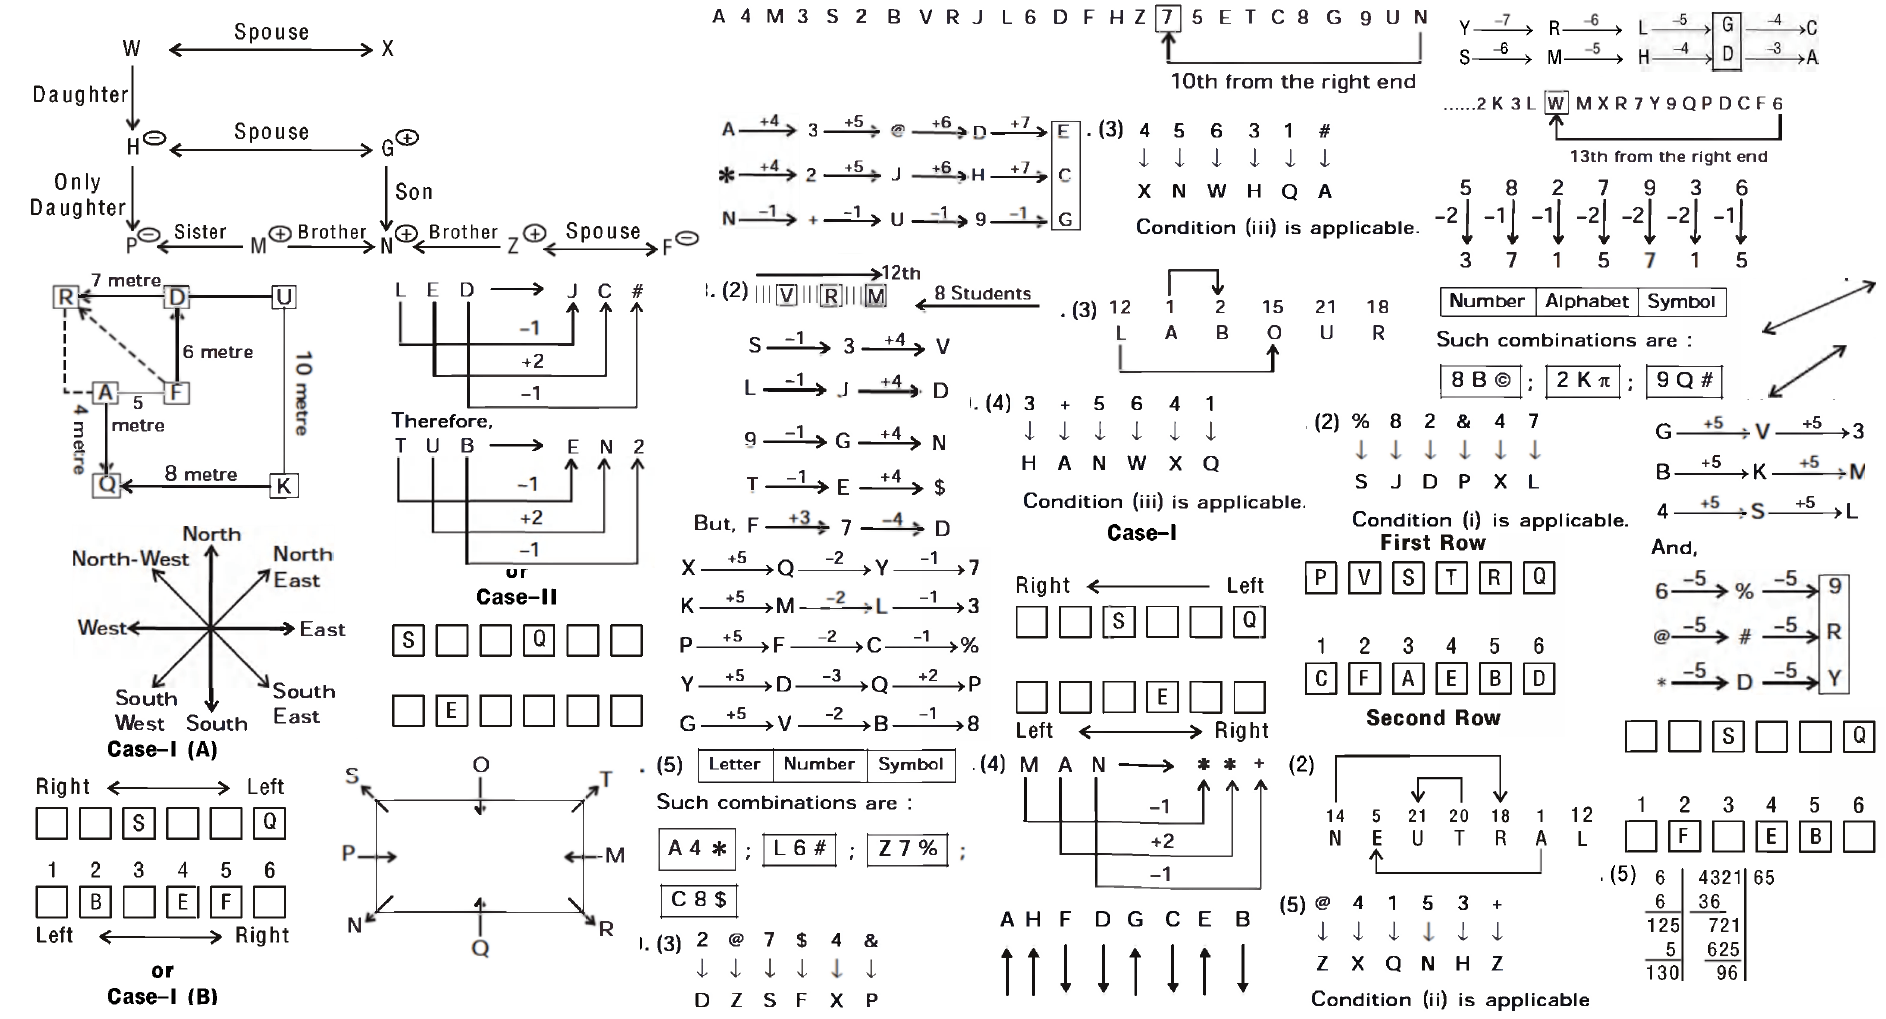 W Spouse X
Daughter
H Spouse G
Only Daughter
Son
P Sister M Brother N Brother Z Spouse F
R 7 metre D U
6 metre
10 metre
A 5 metre F
4 metre
Q 8 metre K
North
North-West North East
West East
South West South South East
Case–I (A)
Right Left
S Q
1 2 3 4 5 6
B E F
Left Right
or
Case–I (B)
L E D J C #
–1
+2
–1
Therefore,
T U B E N 2
–1
+2
–1
or
Case–II
S Q
E
S O T
P M
N Q R
A 4 M 3 S 2 B V R J L 6 D F H Z 7 5 E T C 8 G 9 U N
10th from the right end
A +4 3 +5 @ +6 D +7 E
* +4 2 +5 J +6 H +7 C
N –1 + –1 U –1 9 –1 G
. (3) 4 5 6 3 1 #
X N W H Q A
Condition (iii) is applicable.
12th
. (2) V R M 8 Students
S –1 3 +4 V
L –1 J +4 D
9 –1 G +4 N
T –1 E +4 $
But, F +3 7 –4 D
X +5 Q –2 Y –1 7
K +5 M –2 L –1 3
P +5 F –2 C –1 %
Y +5 D –3 Q +2 P
G +5 V –2 B –1 8
. (5) Letter Number Symbol
Such combinations are :
A 4 * ; L 6 # ; Z 7 % ;
C 8 $
. (3) 2 @ 7 $ 4 &
D Z S F X P
. (3) 12 1 2 15 21 18
L A B O U R
. (4) 3 + 5 6 4 1
H A N W X Q
Condition (iii) is applicable.
Case–I
Right Left
S Q
E
Left Right
. (4) M A N * * +
–1
+2
–1
A H F D G C E B
Y –7 R –6 L –5 G –4 C
S –6 M –5 H –4 D –3 A
......2 K 3 L W M X R 7 Y 9 Q P D C F 6
13th from the right end
5 8 2 7 9 3 6
–2 –1 –1 –2 –2 –2 –1
3 7 1 5 7 1 5
Number Alphabet Symbol
Such combinations are :
8 B © ; 2 K π ; 9 Q #
. (2) % 8 2 & 4 7
S J D P X L
Condition (i) is applicable.
First Row
P V S T R Q
1 2 3 4 5 6
C F A E B D
Second Row
(2)
14 5 21 20 18 1 12
N E U T R A L
(5) @ 4 1 5 3 +
Z X Q N H Z
Condition (ii) is applicable
G +5 V +5 3
B +5 K +5 M
4 +5 S +5 L
And,
6 –5 % –5 9
@ –5 # –5 R
* –5 D –5 Y
S Q
1 2 3 4 5 6
F E B
. (5) 6 4321 65
6 36
125 721
5 625
130 96